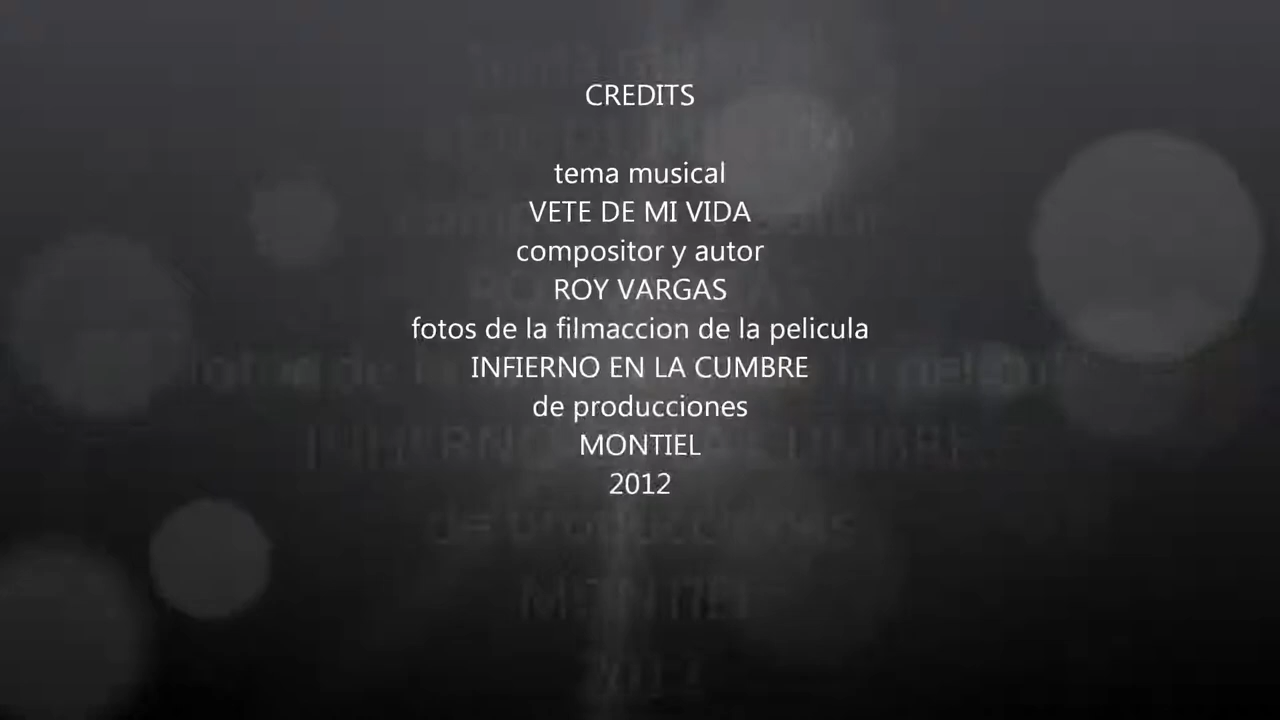 CREDITS
tema musical
VETE DE MI VIDA
compositor y autor
ROY VARGAS
fotos de la filmaccion de la pelicula
INFIERNO EN LA CUMBRE
de producciones
MONTIEL
2012